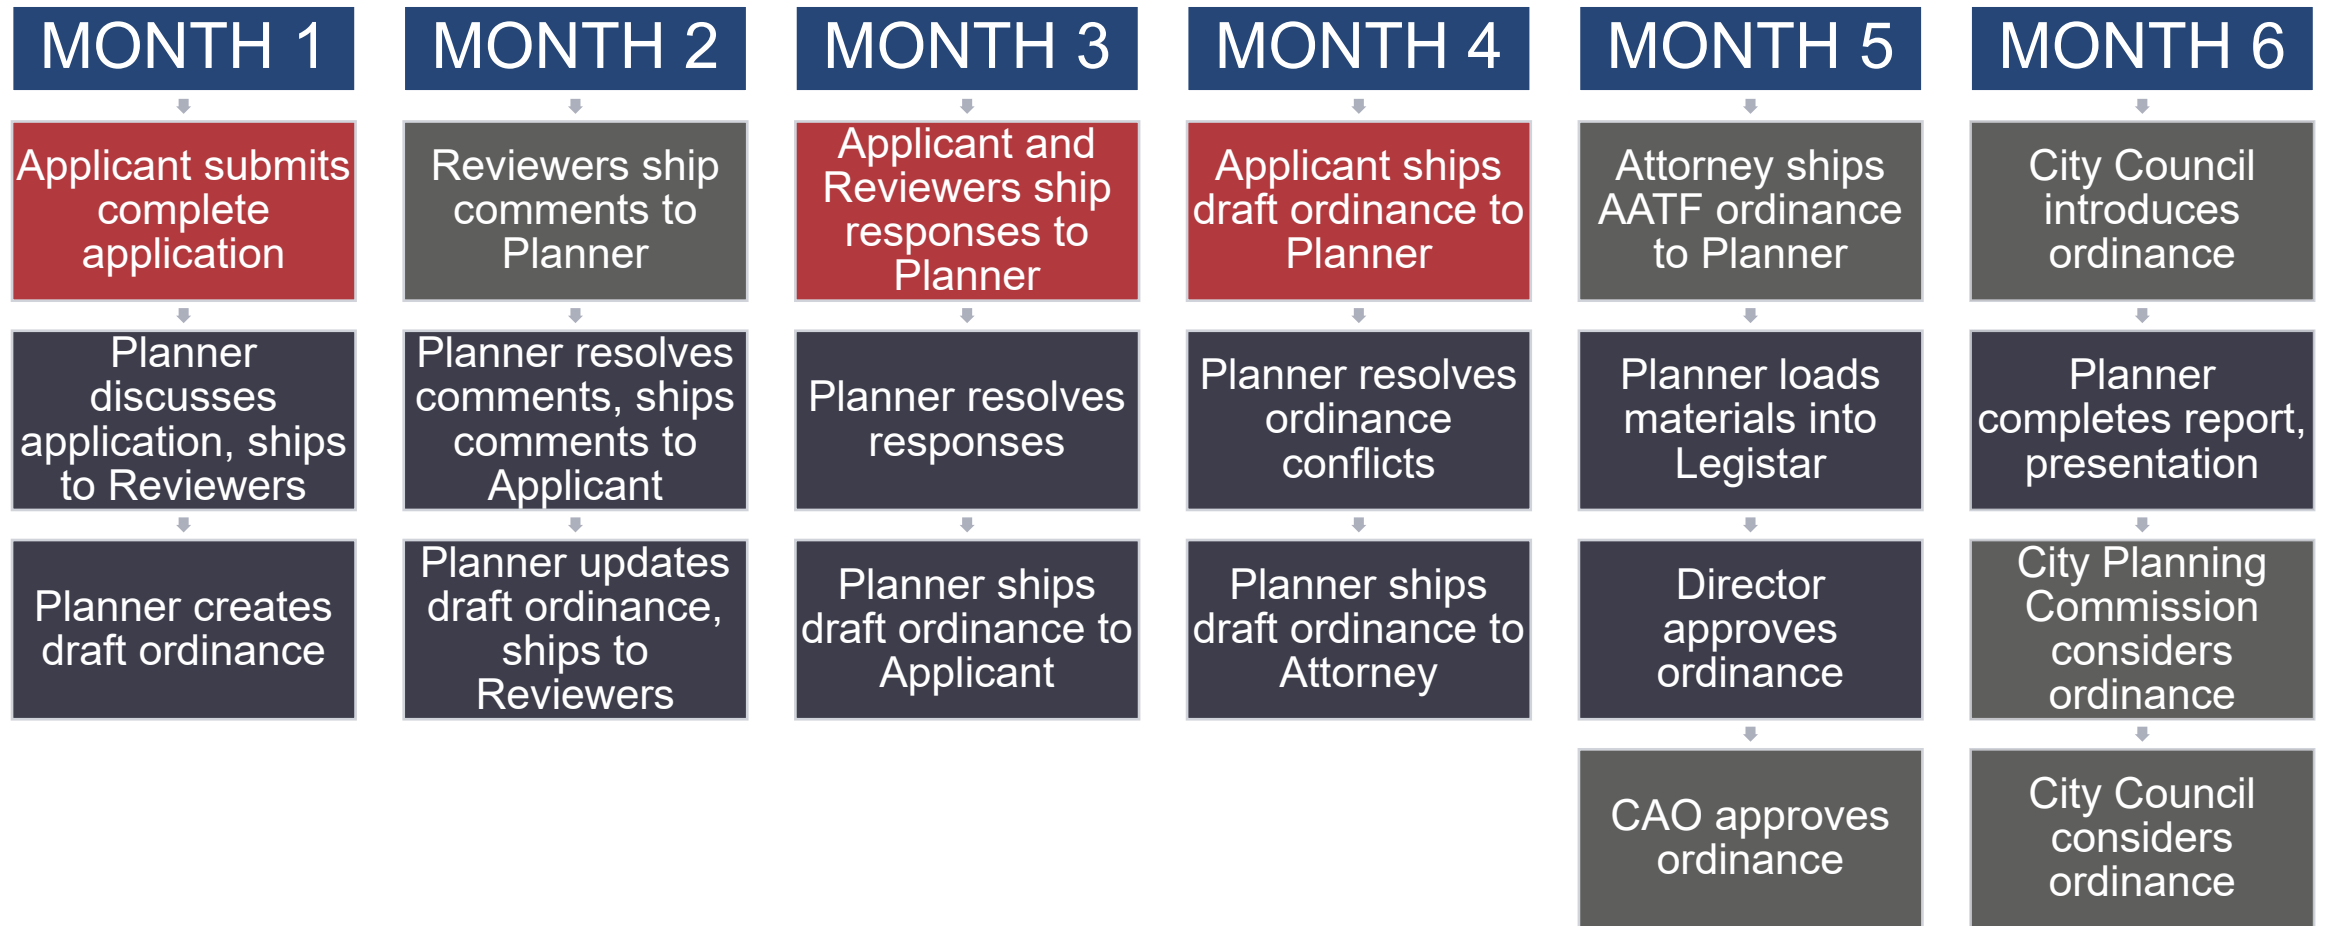 MONTH 1
Applicant submits
complete
application
Planner
discusses
application, ships
to Reviewers
Planner creates
draft ordinance
MONTH 2
Reviewers ship
comments to
Planner
Planner resolves
comments, ships
comments to
Applicant
Planner updates
draft ordinance,
ships to
Reviewers
MONTH 3
Applicant and
Reviewers ship
responses to
Planner
Planner resolves
responses
Planner ships
draft ordinance to
Applicant
MONTH 4
Applicant ships
draft ordinance to
Planner
Planner resolves
ordinance
conflicts
Planner ships
draft ordinance to
Attorney
MONTH 5
Attorney ships
AATF ordinance
to Planner
Planner loads
materials into
Legistar
Director
approves
ordinance
CAO approves
ordinance
MONTH 6
City Council
introduces
ordinance
Planner
completes report,
presentation
City Planning
Commission
considers
ordinance
City Council
considers
ordinance